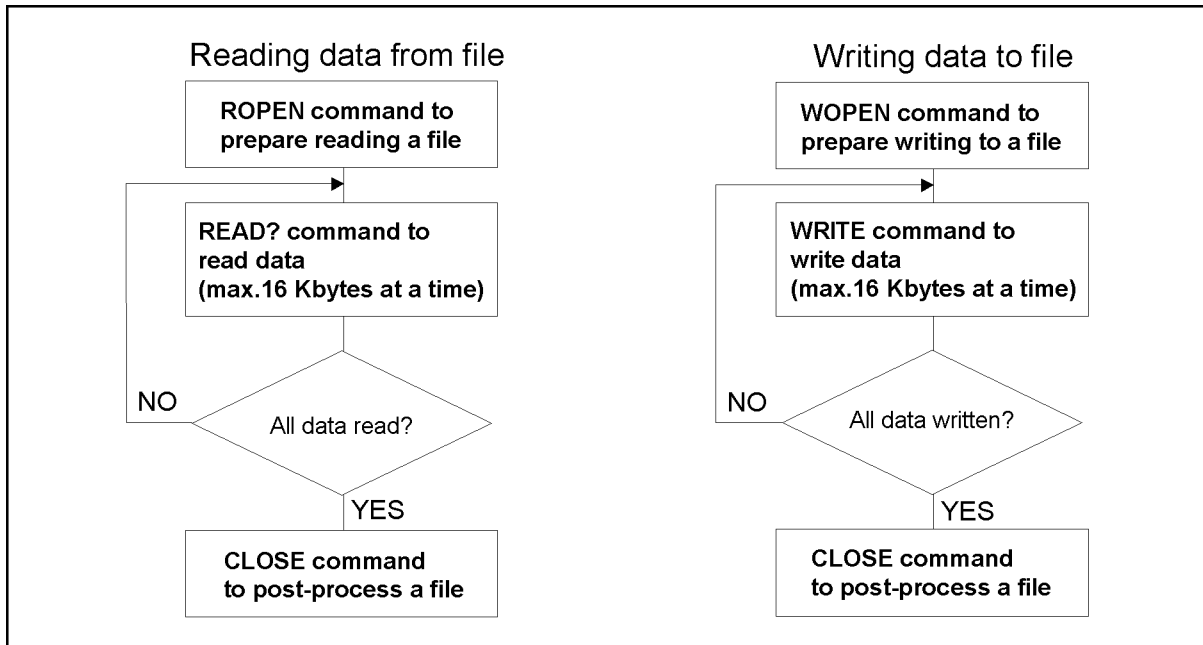 Reading data from file
ROPEN command to
prepare reading a file
READ? command to
read data
(max.16 Kbytes at a time)
NO
All data read?
YES
CLOSE command
to post-process a file
Writing data to file
WOPEN command to
prepare writing to a file
WRITE command to
write data
(max.16 Kbytes at a time)
NO
All data written?
YES
CLOSE command
to post-process a file